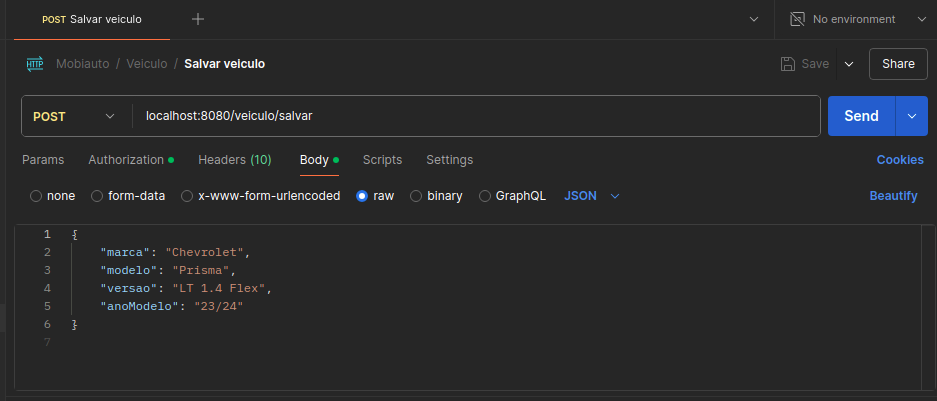 POST Salvar veiculo
No environment
HTTP Mobiauto / Veiculo / Salvar veiculo
Save
Share
POST
localhost:8080/veiculo/salvar
Send
Params Authorization Headers (10) Body Scripts Settings
Cookies
none form-data x-www-form-urlencoded raw binary GraphQL JSON
Beautify
1 {
2 "marca": "Chevrolet",
3 "modelo": "Prisma",
4 "versao": "LT 1.4 Flex",
5 "anoModelo": "23/24"
6 }
7